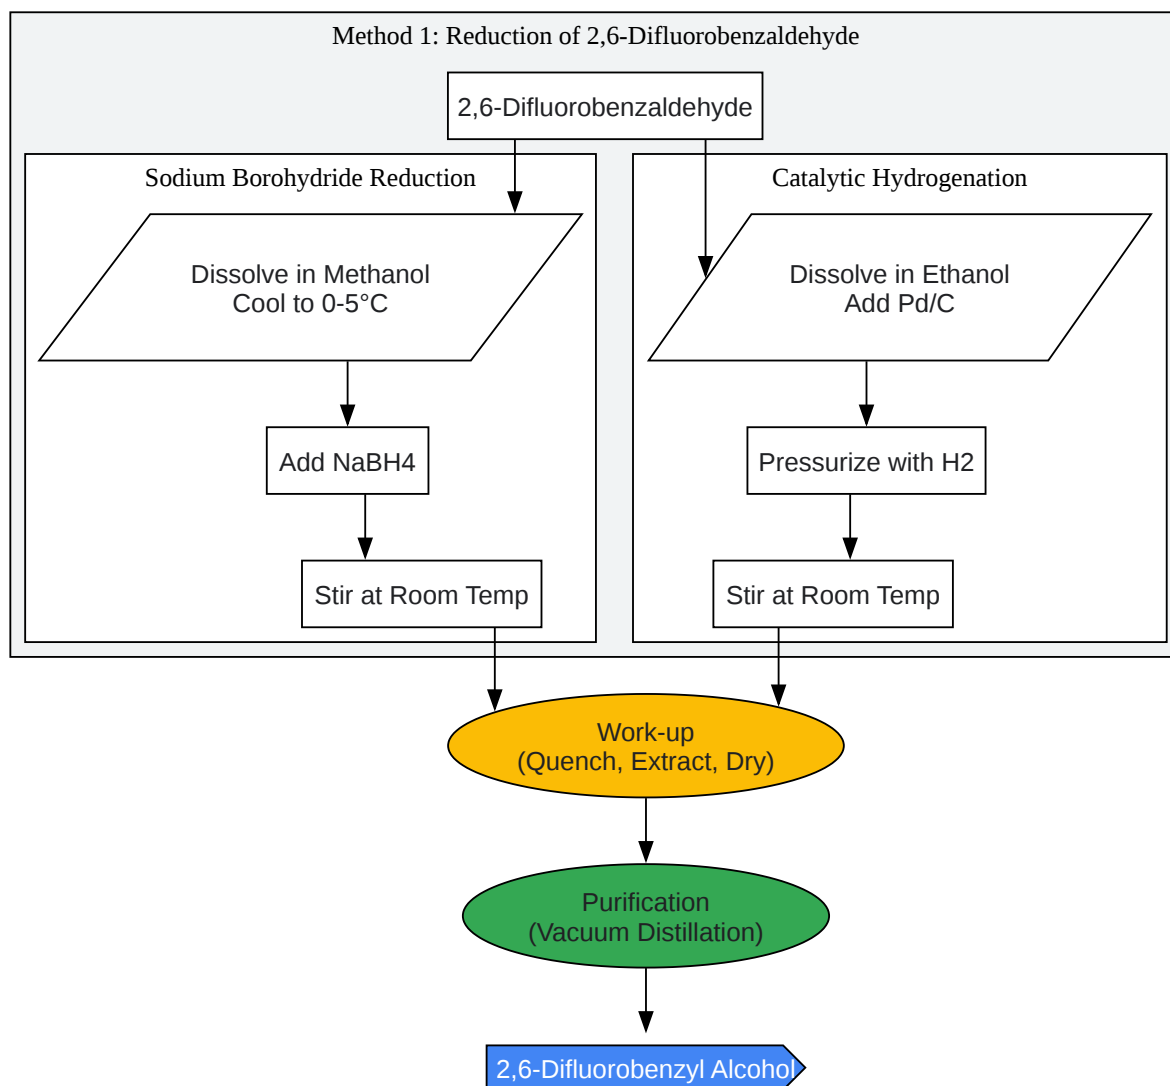 Method 1: Reduction of 2,6-Difluorobenzaldehyde
2,6-Difluorobenzaldehyde
Sodium Borohydride Reduction
Dissolve in Methanol
Cool to 0-5°C
Add NaBH4
Stir at Room Temp
Catalytic Hydrogenation
Dissolve in Ethanol
Add Pd/C
Pressurize with H2
Stir at Room Temp
Work-up
(Quench, Extract, Dry)
Purification
(Vacuum Distillation)
2,6-Difluorobenzyl Alcohol